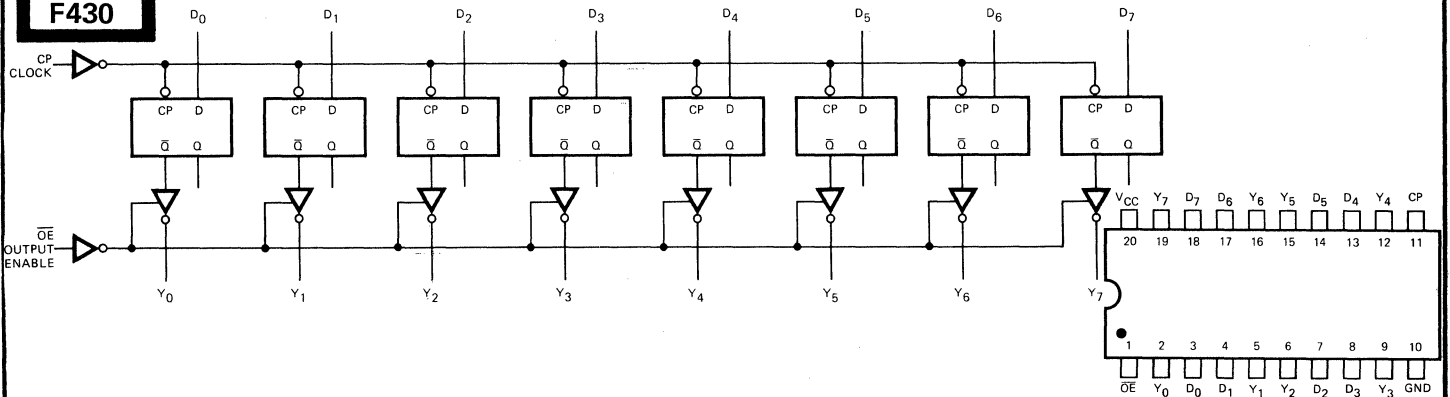 F430
D0 D1 D2 D3 D4 D5 D6 D7
CP
CLOCK
CP D CP D CP D CP D CP D CP D CP D CP D
Q̅ Q Q̅ Q Q̅ Q Q̅ Q Q̅ Q Q̅ Q Q̅ Q Q̅ Q
O̅E̅
OUTPUT
ENABLE
Y0 Y1 Y2 Y3 Y4 Y5 Y6 Y7
VCC Y7 D7 D6 Y6 Y5 D5 D4 Y4 CP
20 19 18 17 16 15 14 13 12 11
1 2 3 4 5 6 7 8 9 10
O̅E̅ Y0 D0 D1 Y1 Y2 D2 D3 Y3 GND